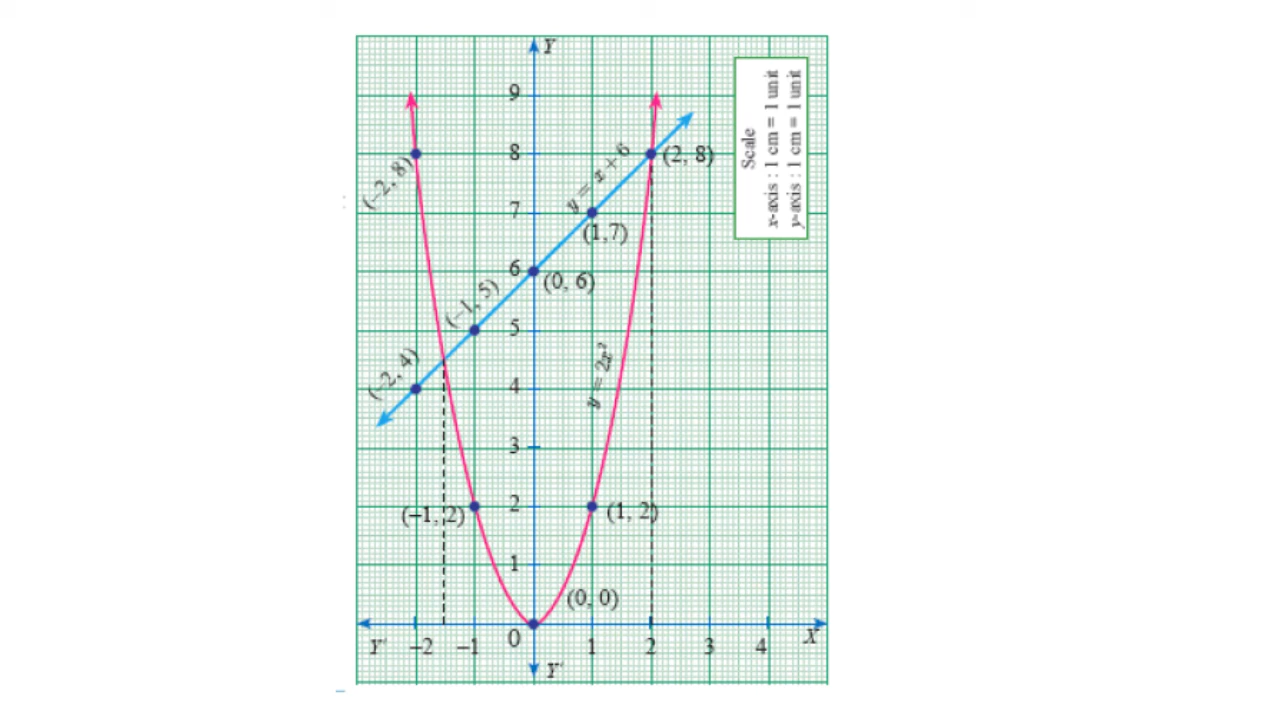 Y
Scale
x-axis : 1 cm = 1 unit
y-axis : 1 cm = 1 unit
9
8
(−2, 8)
y = x + 6
(2, 8)
7
(1,7)
6
(0, 6)
(−1, 5)
5
(−2, 4)
4
y = 2x²
3
2
(−1, 2)
(1, 2)
1
(0, 0)
Y′ −2 −1 0 1 2 3 4 X
Y′